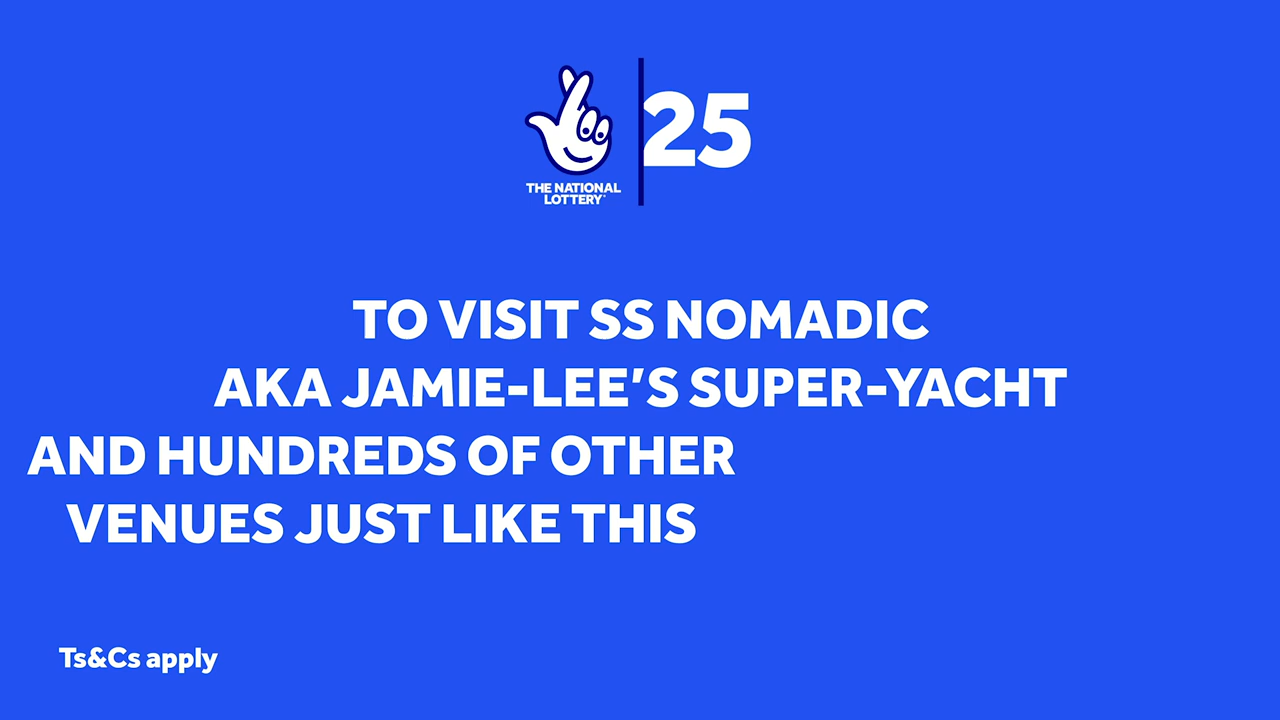 THE NATIONAL
LOTTERY
25
TO VISIT SS NOMADIC
AKA JAMIE-LEE’S SUPER-YACHT
AND HUNDREDS OF OTHER
VENUES JUST LIKE THIS
Ts&Cs apply